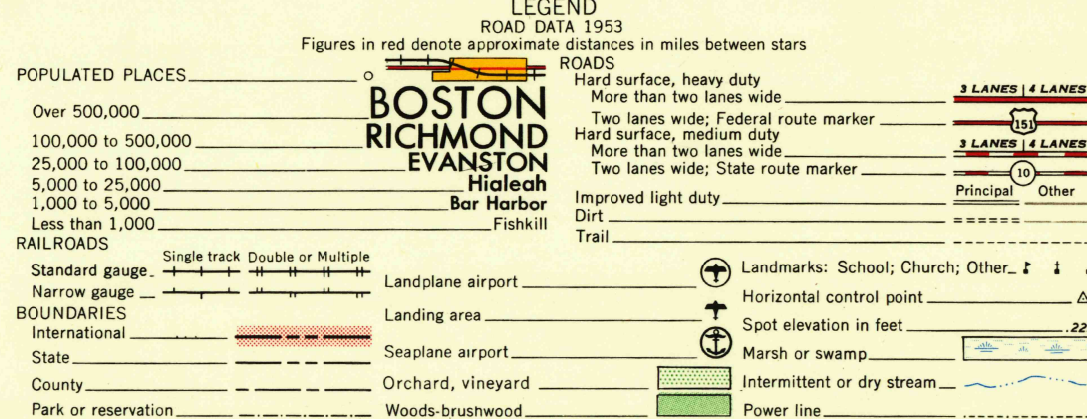 LEGEND
ROAD DATA 1953
Figures in red denote approximate distances in miles between stars
POPULATED PLACES
Over 500,000 BOSTON
100,000 to 500,000 RICHMOND
25,000 to 100,000 EVANSTON
5,000 to 25,000 Hialeah
1,000 to 5,000 Bar Harbor
Less than 1,000 Fishkill
RAILROADS
Single track Double or Multiple
Standard gauge
Narrow gauge
BOUNDARIES
International
State
County
Park or reservation
Landplane airport
Landing area
Seaplane airport
Orchard, vineyard
Woods-brushwood
ROADS
Hard surface, heavy duty
More than two lanes wide 3 LANES | 4 LANES
Two lanes wide; Federal route marker 151
Hard surface, medium duty
More than two lanes wide 3 LANES | 4 LANES
Two lanes wide; State route marker 10
Principal Other
Improved light duty
Dirt
Trail
Landmarks: School; Church; Other
Horizontal control point
Spot elevation in feet .22
Marsh or swamp
Intermittent or dry stream
Power line